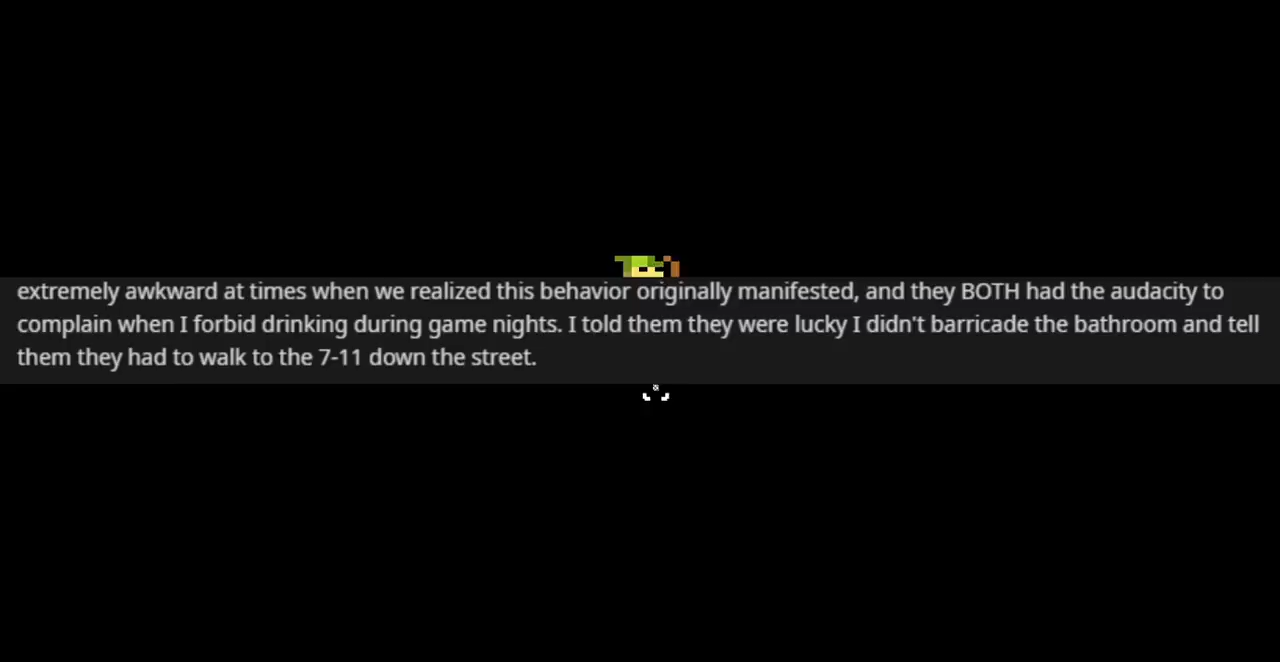 extremely awkward at times when we realized this behavior originally manifested, and they BOTH had the audacity to
complain when I forbid drinking during game nights. I told them they were lucky I didn't barricade the bathroom and tell
them they had to walk to the 7-11 down the street.